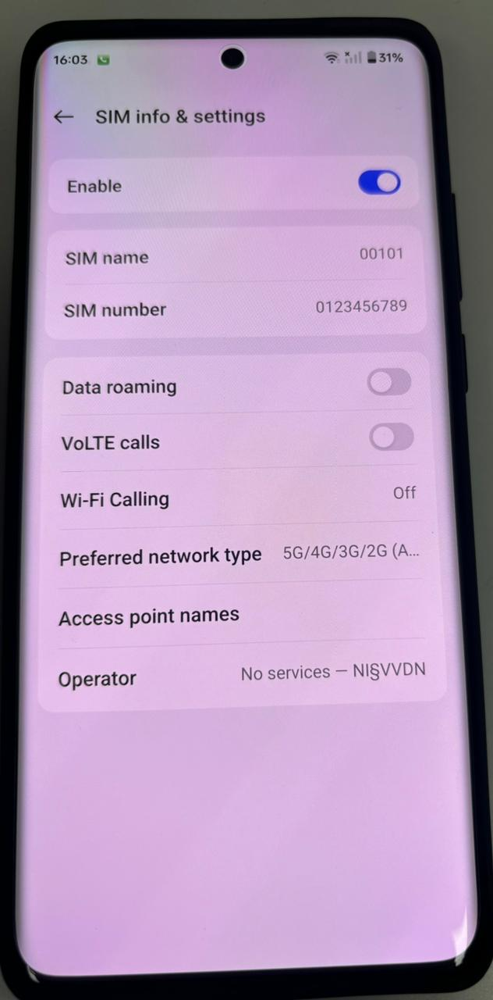 16:03 31%
SIM info & settings
Enable
SIM name 00101
SIM number 0123456789
Data roaming
VoLTE calls
Wi-Fi Calling Off
Preferred network type 5G/4G/3G/2G (A...
Access point names
Operator No services — NI§VVDN